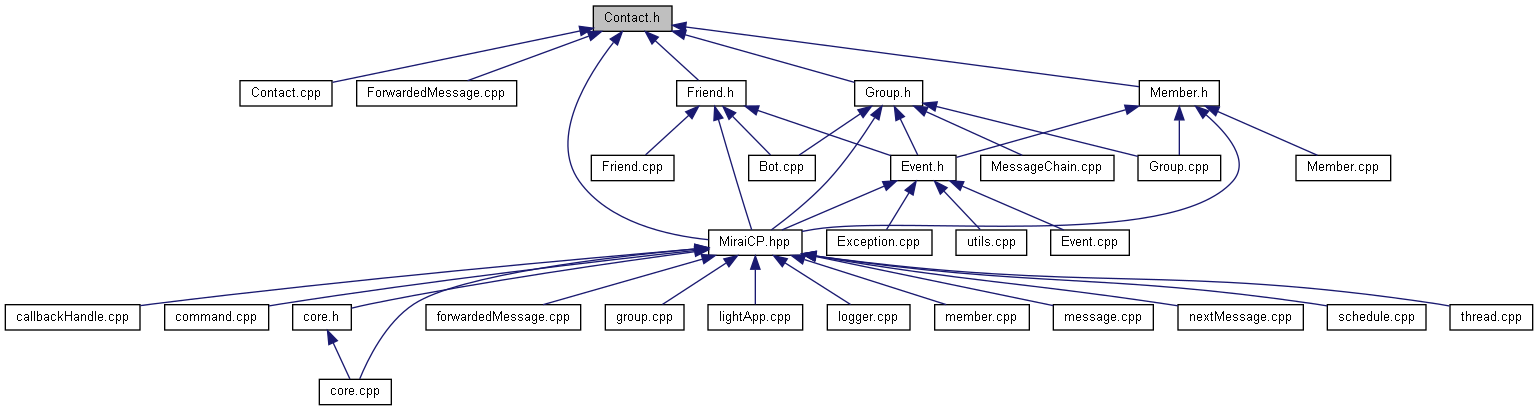 Contact.h
Contact.cpp
ForwardedMessage.cpp
Friend.h
Group.h
Member.h
Friend.cpp
Bot.cpp
Event.h
MessageChain.cpp
Group.cpp
Member.cpp
MiraiCP.hpp
Exception.cpp
utils.cpp
Event.cpp
callbackHandle.cpp
command.cpp
core.h
forwardedMessage.cpp
group.cpp
lightApp.cpp
logger.cpp
member.cpp
message.cpp
nextMessage.cpp
schedule.cpp
thread.cpp
core.cpp